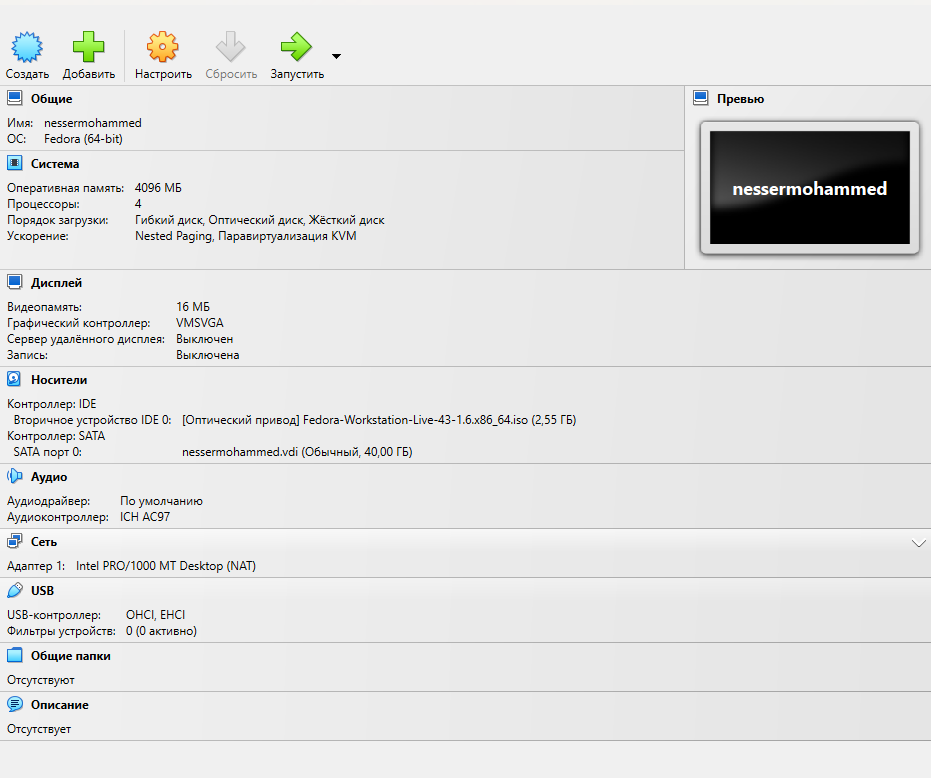 Создать Добавить Настроить Сбросить Запустить
Общие
Имя: nessermohammed
ОС: Fedora (64-bit)
Превью
nessermohammed
Система
Оперативная память: 4096 МБ
Процессоры: 4
Порядок загрузки: Гибкий диск, Оптический диск, Жёсткий диск
Ускорение: Nested Paging, Паравиртуализация KVM
Дисплей
Видеопамять: 16 МБ
Графический контроллер: VMSVGA
Сервер удалённого дисплея: Выключен
Запись: Выключена
Носители
Контроллер: IDE
Вторичное устройство IDE 0: [Оптический привод] Fedora-Workstation-Live-43-1.6.x86_64.iso (2,55 ГБ)
Контроллер: SATA
SATA порт 0: nessermohammed.vdi (Обычный, 40,00 ГБ)
Аудио
Аудиодрайвер: По умолчанию
Аудиоконтроллер: ICH AC97
Сеть
Адаптер 1: Intel PRO/1000 MT Desktop (NAT)
USB
USB-контроллер: OHCI, EHCI
Фильтры устройств: 0 (0 активно)
Общие папки
Отсутствуют
Описание
Отсутствует